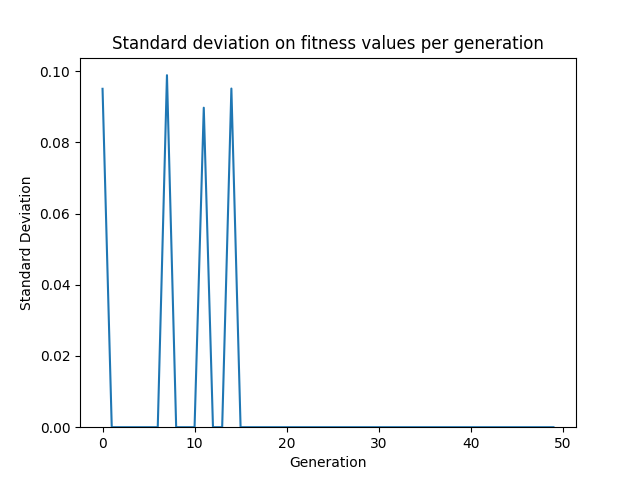 Standard deviation on fitness values per generation
Standard Deviation
0.10
0.08
0.06
0.04
0.02
0.00
0 10 20 30 40 50
Generation